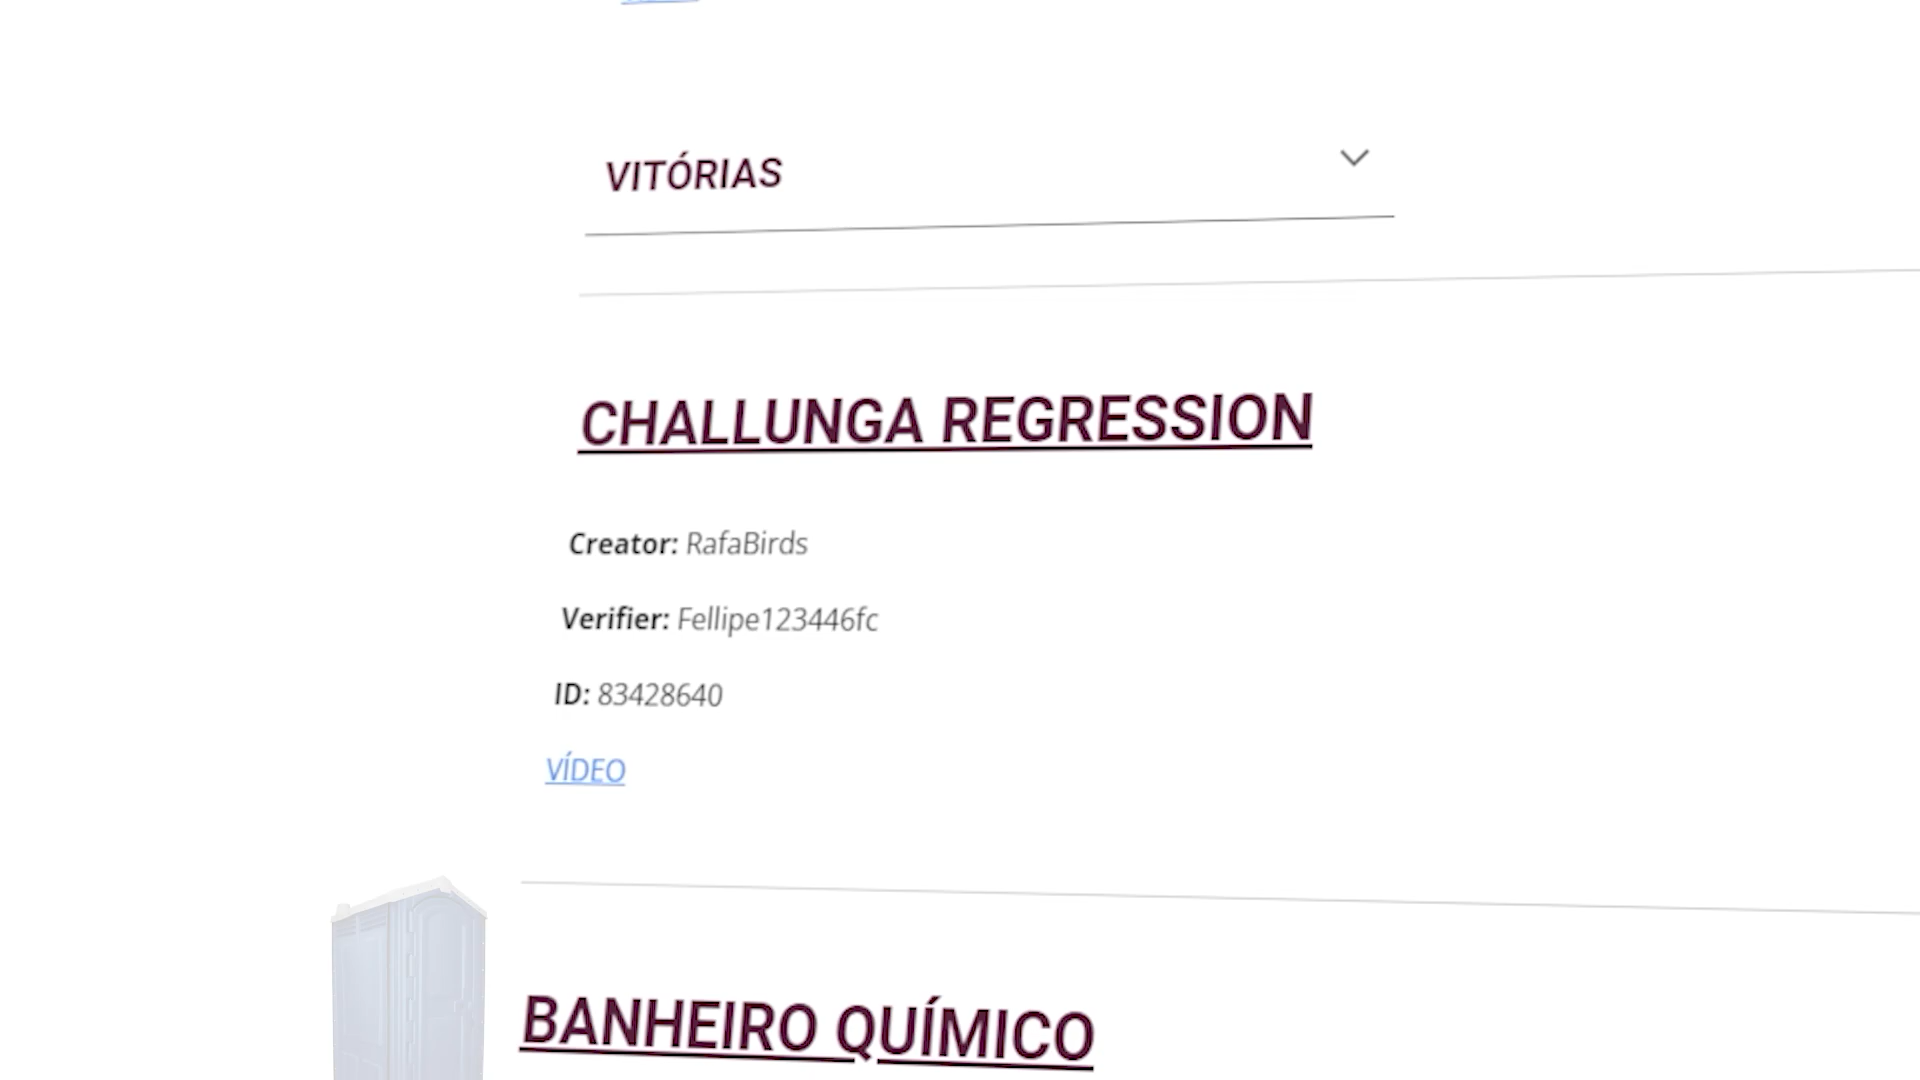 VITÓRIAS
CHALLUNGA REGRESSION
Creator: RafaBirds
Verifier: Fellipe123446fc
ID: 83428640
VÍDEO
BANHEIRO QUÍMICO